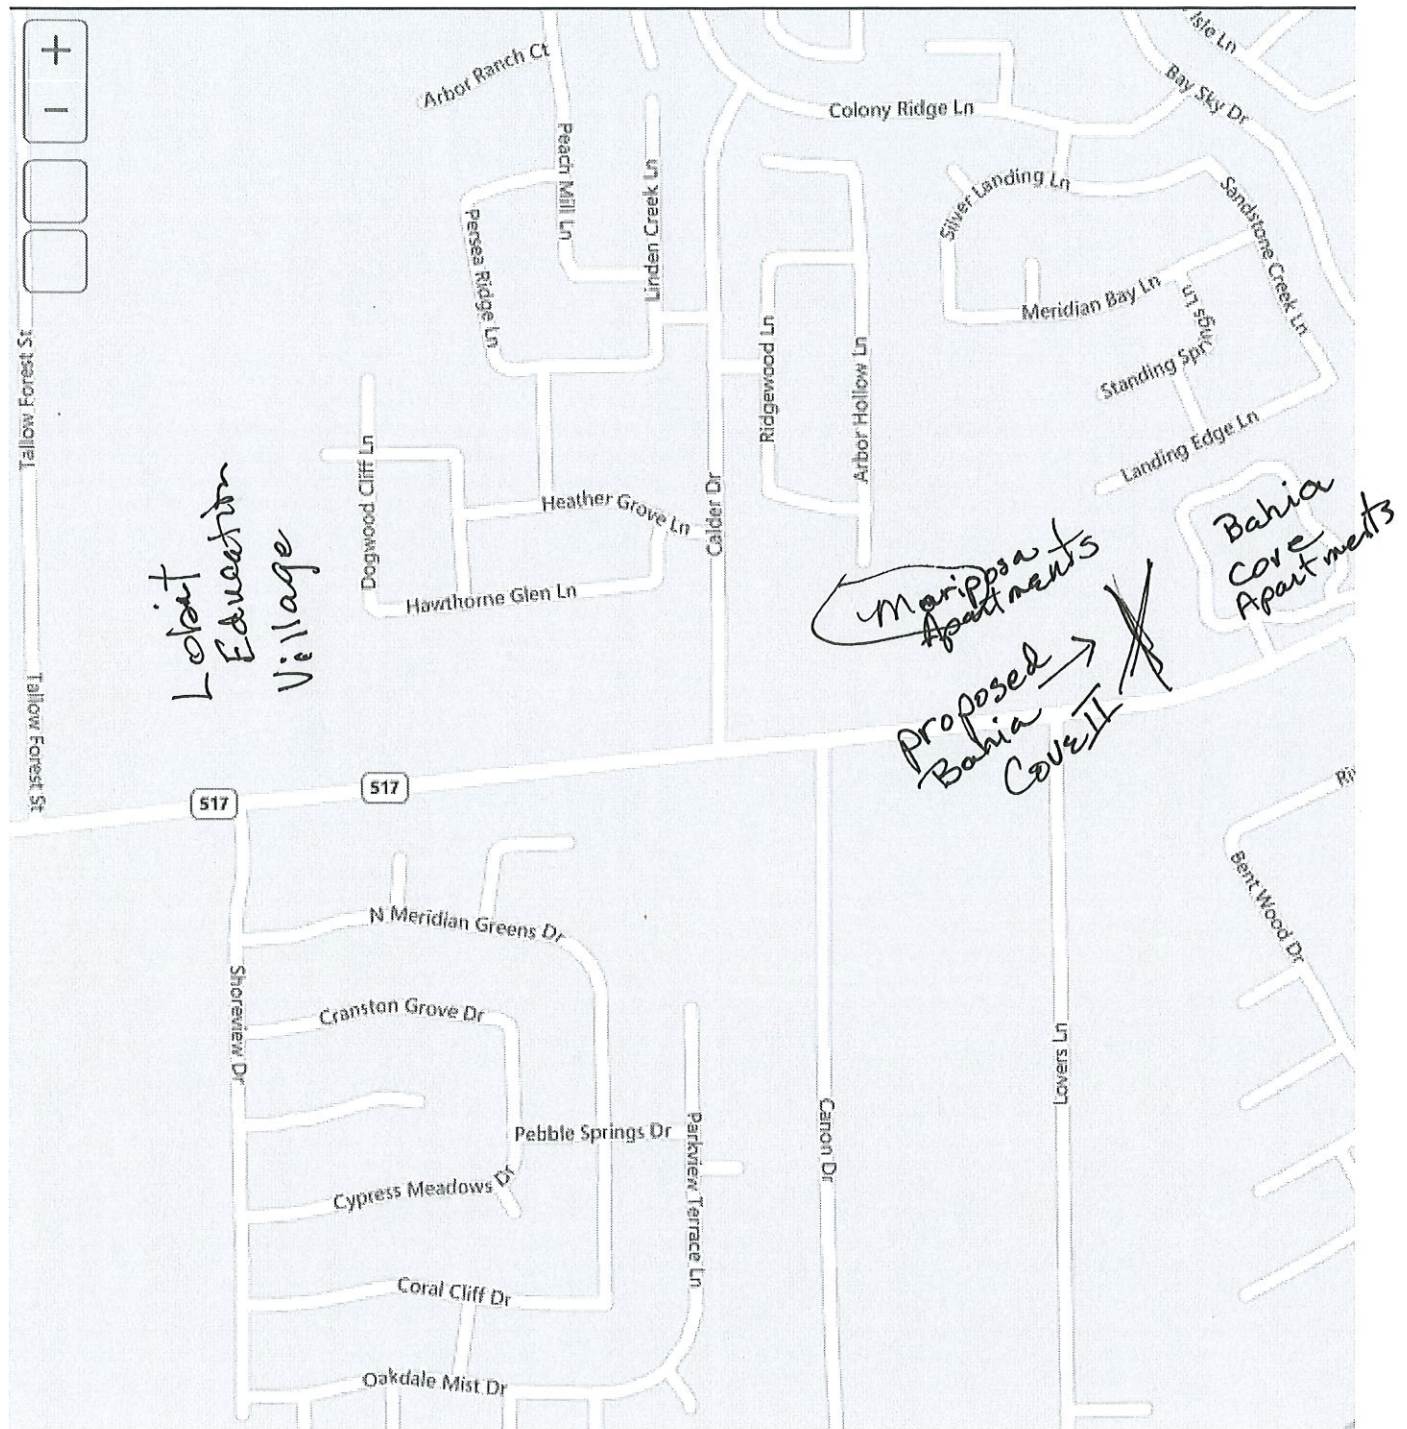 +
−
Isle Ln
Arbor Ranch Ct
Bay Sky Dr
Colony Ridge Ln
Peach Mill Ln
Linden Creek Ln
Silver Landing Ln
Sandstone Creek Ln
Persea Ridge Ln
Meridian Bay Ln
Standing Springs Ln
Tallow Forest St
Ridgewood Ln
Arbor Hollow Ln
Landing Edge Ln
Dogwood Cliff Ln
Heather Grove Ln
Calder Dr
Hawthorne Glen Ln
Lobit
Education
Village
Mariposa
Apartments
Bahia
Cove
Apartments
proposed
Bahia
Cove II
Tallow Forest St
517
517
Riv
Bent Wood Dr
N Meridian Greens Dr
Shoreview Dr
Cranston Grove Dr
Lovers Ln
Pebble Springs Dr
Parkview Terrace Ln
Canon Dr
Cypress Meadows Dr
Coral Cliff Dr
Oakdale Mist Dr